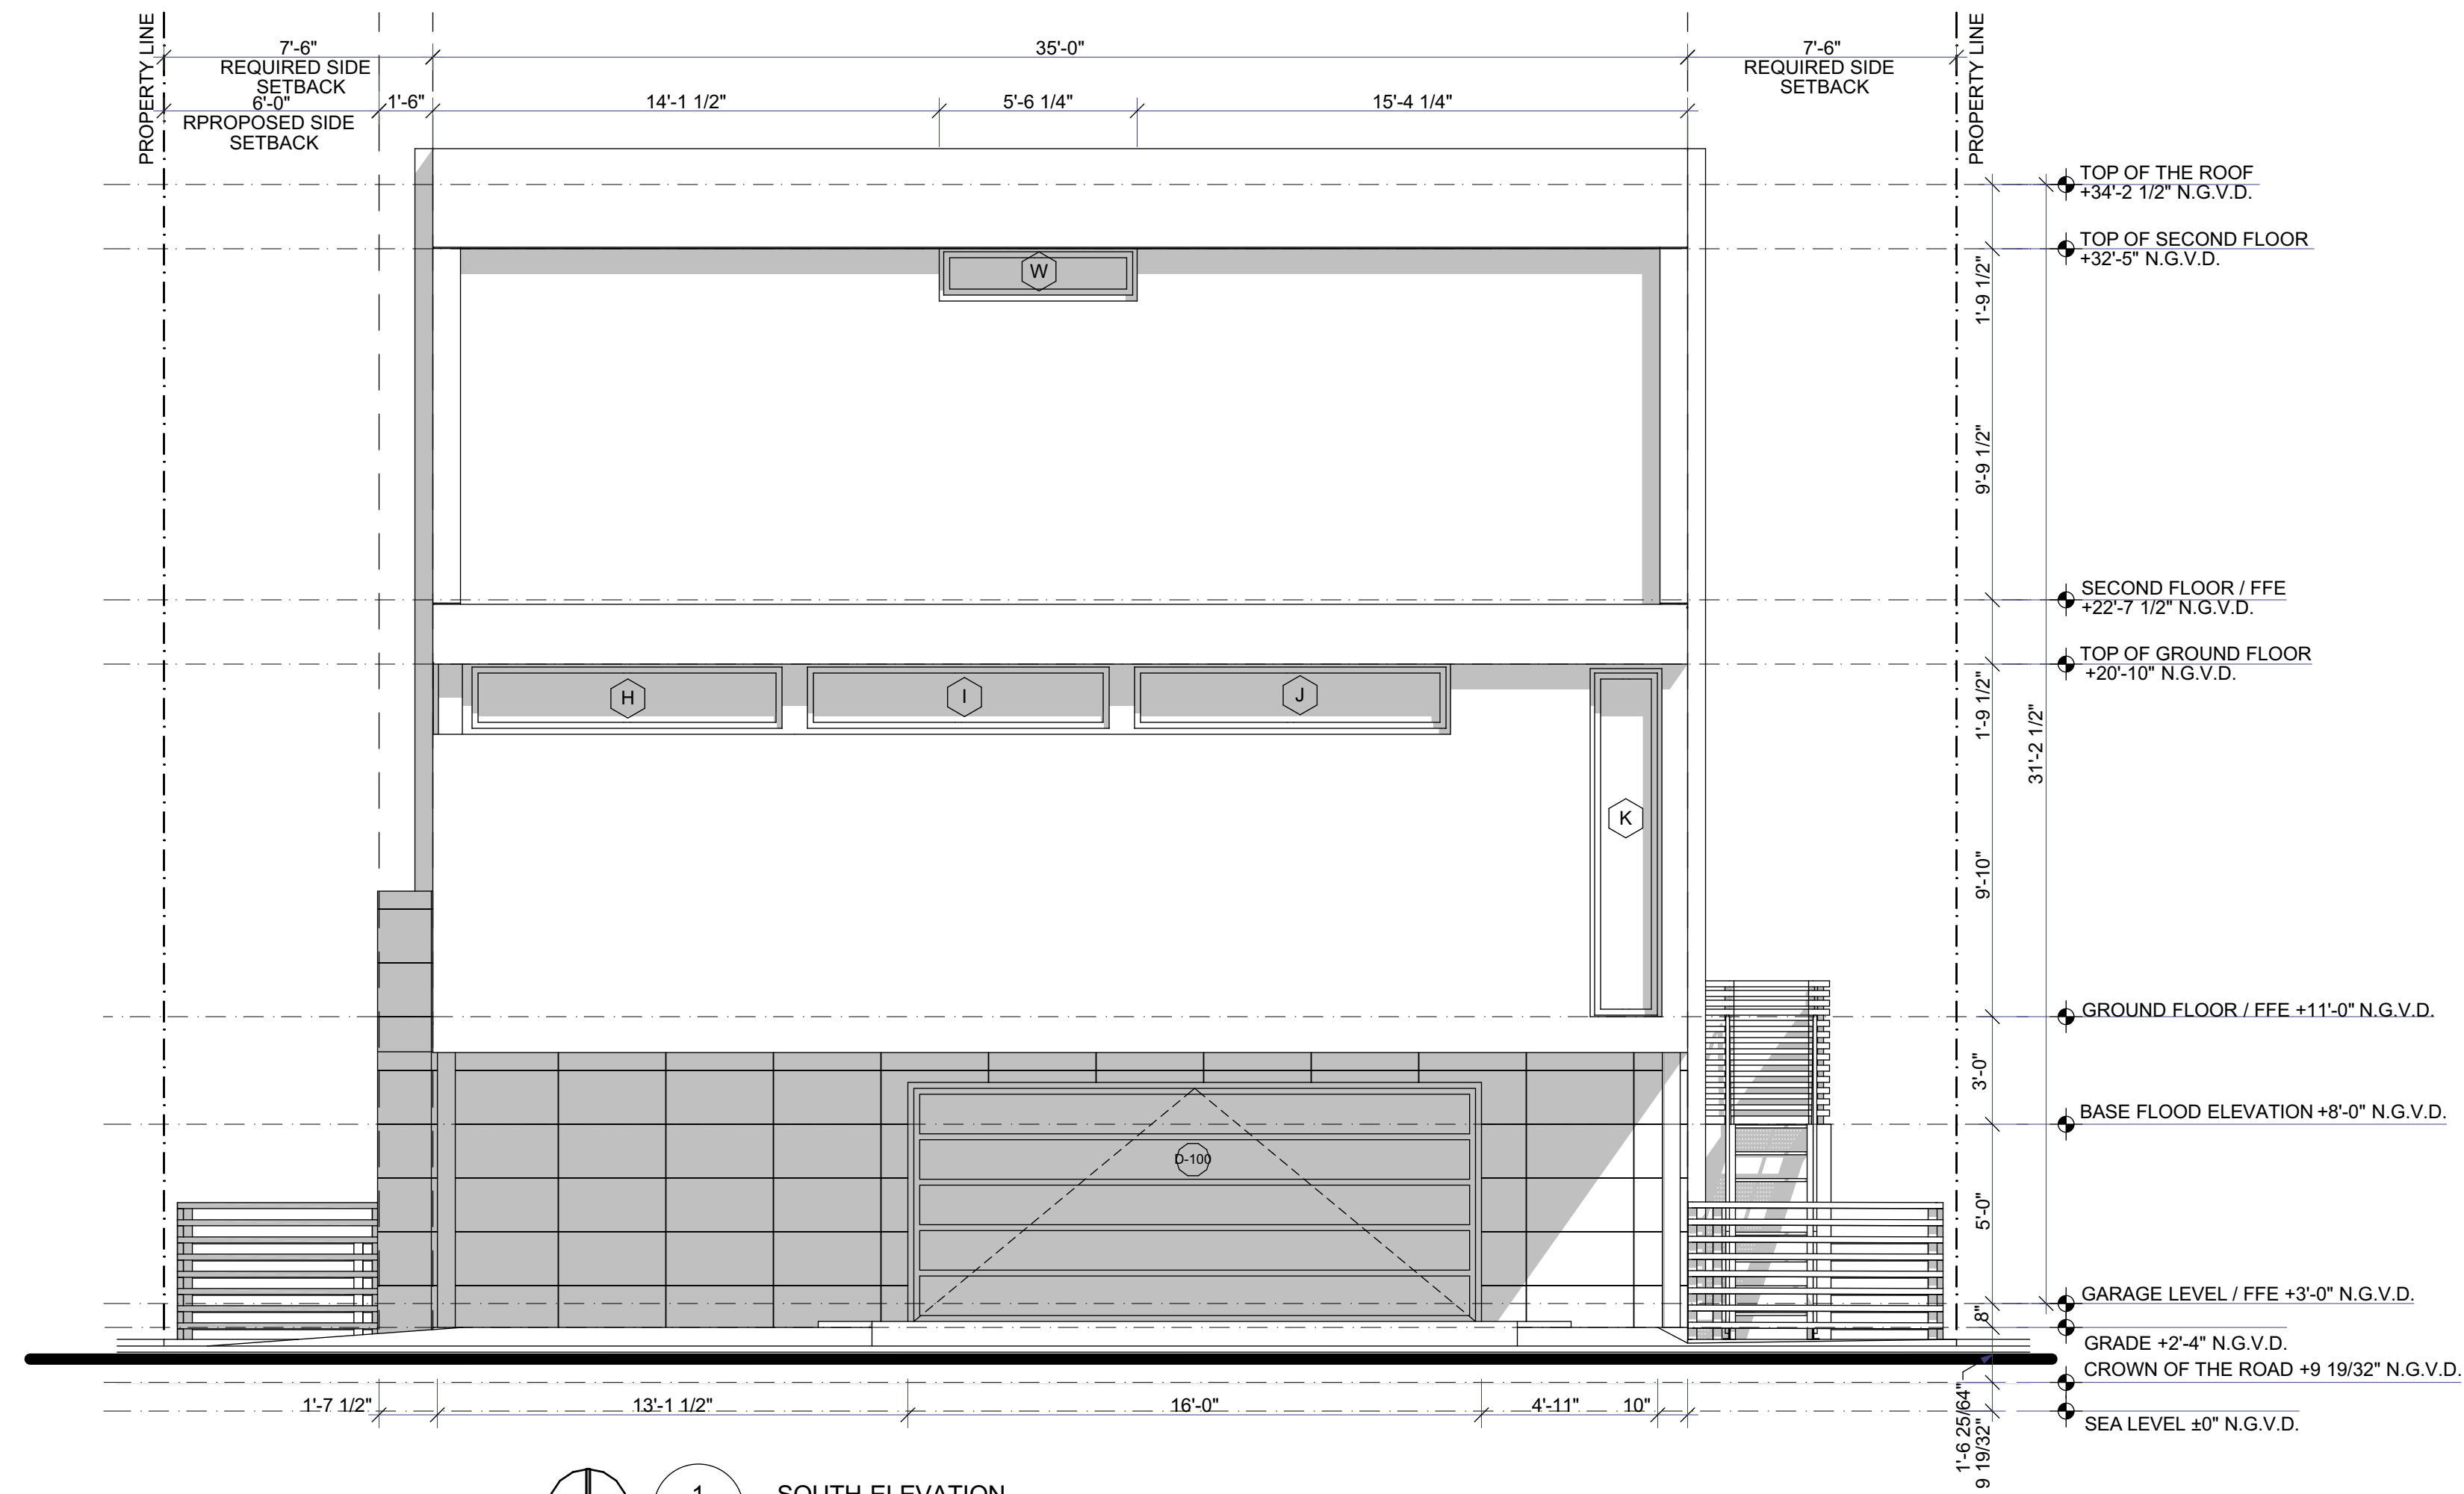 PROPERTY LINE
7'-6"
REQUIRED SIDE
SETBACK
6'-0"
RPROPOSED SIDE
SETBACK
1'-6"
35'-0"
14'-1 1/2"
5'-6 1/4"
15'-4 1/4"
7'-6"
REQUIRED SIDE
SETBACK
PROPERTY LINE
TOP OF THE ROOF
+34'-2 1/2" N.G.V.D.
TOP OF SECOND FLOOR
+32'-5" N.G.V.D.
W
1'-9 1/2"
9'-9 1/2"
SECOND FLOOR / FFE
+22'-7 1/2" N.G.V.D.
TOP OF GROUND FLOOR
+20'-10" N.G.V.D.
H
I
J
K
1'-9 1/2"
31'-2 1/2"
9'-10"
GROUND FLOOR / FFE +11'-0" N.G.V.D.
3'-0"
BASE FLOOD ELEVATION +8'-0" N.G.V.D.
D-100
5'-0"
GARAGE LEVEL / FFE +3'-0" N.G.V.D.
8"
GRADE +2'-4" N.G.V.D.
CROWN OF THE ROAD +9 19/32" N.G.V.D.
1'-7 1/2"
13'-1 1/2"
16'-0"
4'-11"
10"
1'-6 25/64"
9 19/32"
SEA LEVEL ±0" N.G.V.D.
1
SOUTH ELEVATION